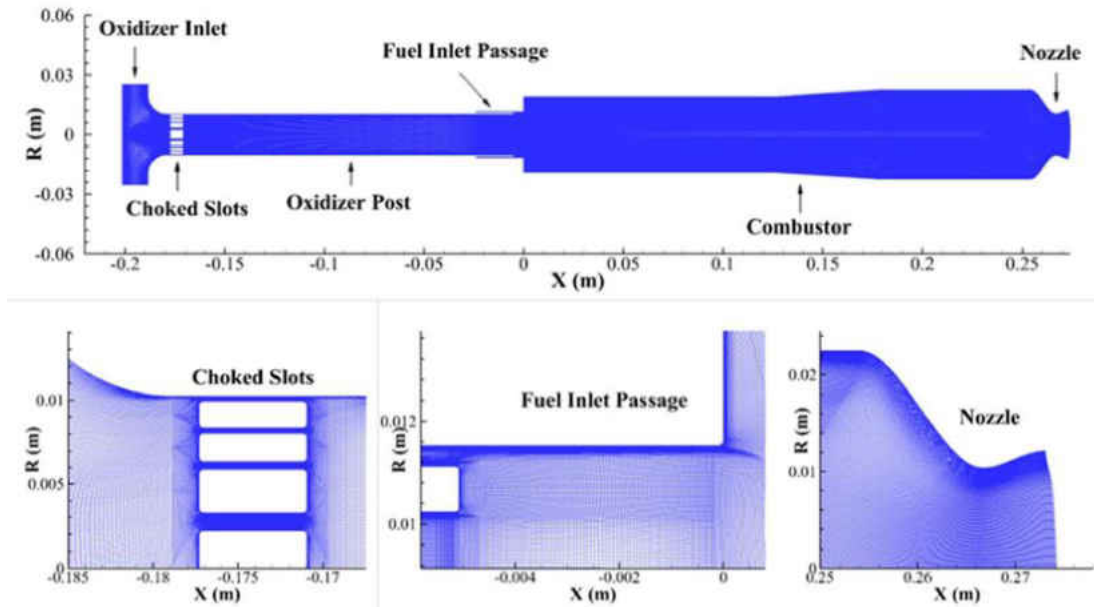 0.06
Oxidizer Inlet
Fuel Inlet Passage
Nozzle
0.03
R (m)
0
Choked Slots
Oxidizer Post
Combustor
-0.03
-0.06
-0.2 -0.15 -0.1 -0.05 0 0.05 0.1 0.15 0.2 0.25
X (m)
Choked Slots
0.01
R (m)
0.005
0
-0.185 -0.18 -0.175 -0.17
X (m)
Fuel Inlet Passage
0.012
R (m)
0.01
-0.004 -0.002 0
X (m)
Nozzle
0.02
R (m)
0.01
0.25 0.26 0.27
X (m)